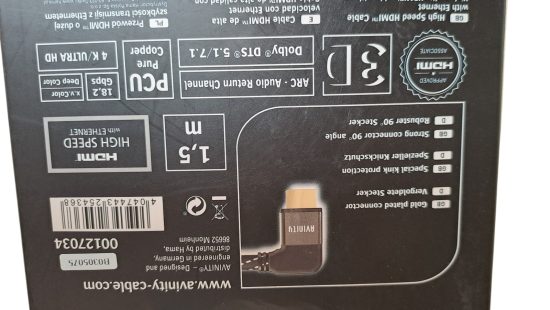 www.avinity-cable.com
AVINITY® – Designed and
engineered in Germany,
distributed by Hama,
86652 Monheim
R0305075
00127034
4 047443 254368
AVINITY
GB Gold plated connector
D Vergoldete Stecker
GB Special kink protection
D Spezieller Knickschutz
GB Strong connector 90° angle
D Robuster 90° Stecker
1,5
m
HDMI
HIGH SPEED
with ETHERNET
APPROVED
HDMI
ASSOCIATE
3D
ARC - Audio Return Channel
Dolby® DTS® 5.1/7.1
PCU
Pure
Copper
18,2
Gbps
x.v.Color
Deep Color
4 K/ULTRA HD
GB High Speed HDMI™ Cable
with Ethernet
E Cable HDMI™ de alta
velocidad con Ethernet
PL Przewód HDMI™ o dużej
szybkości transmisji z Ethernetem